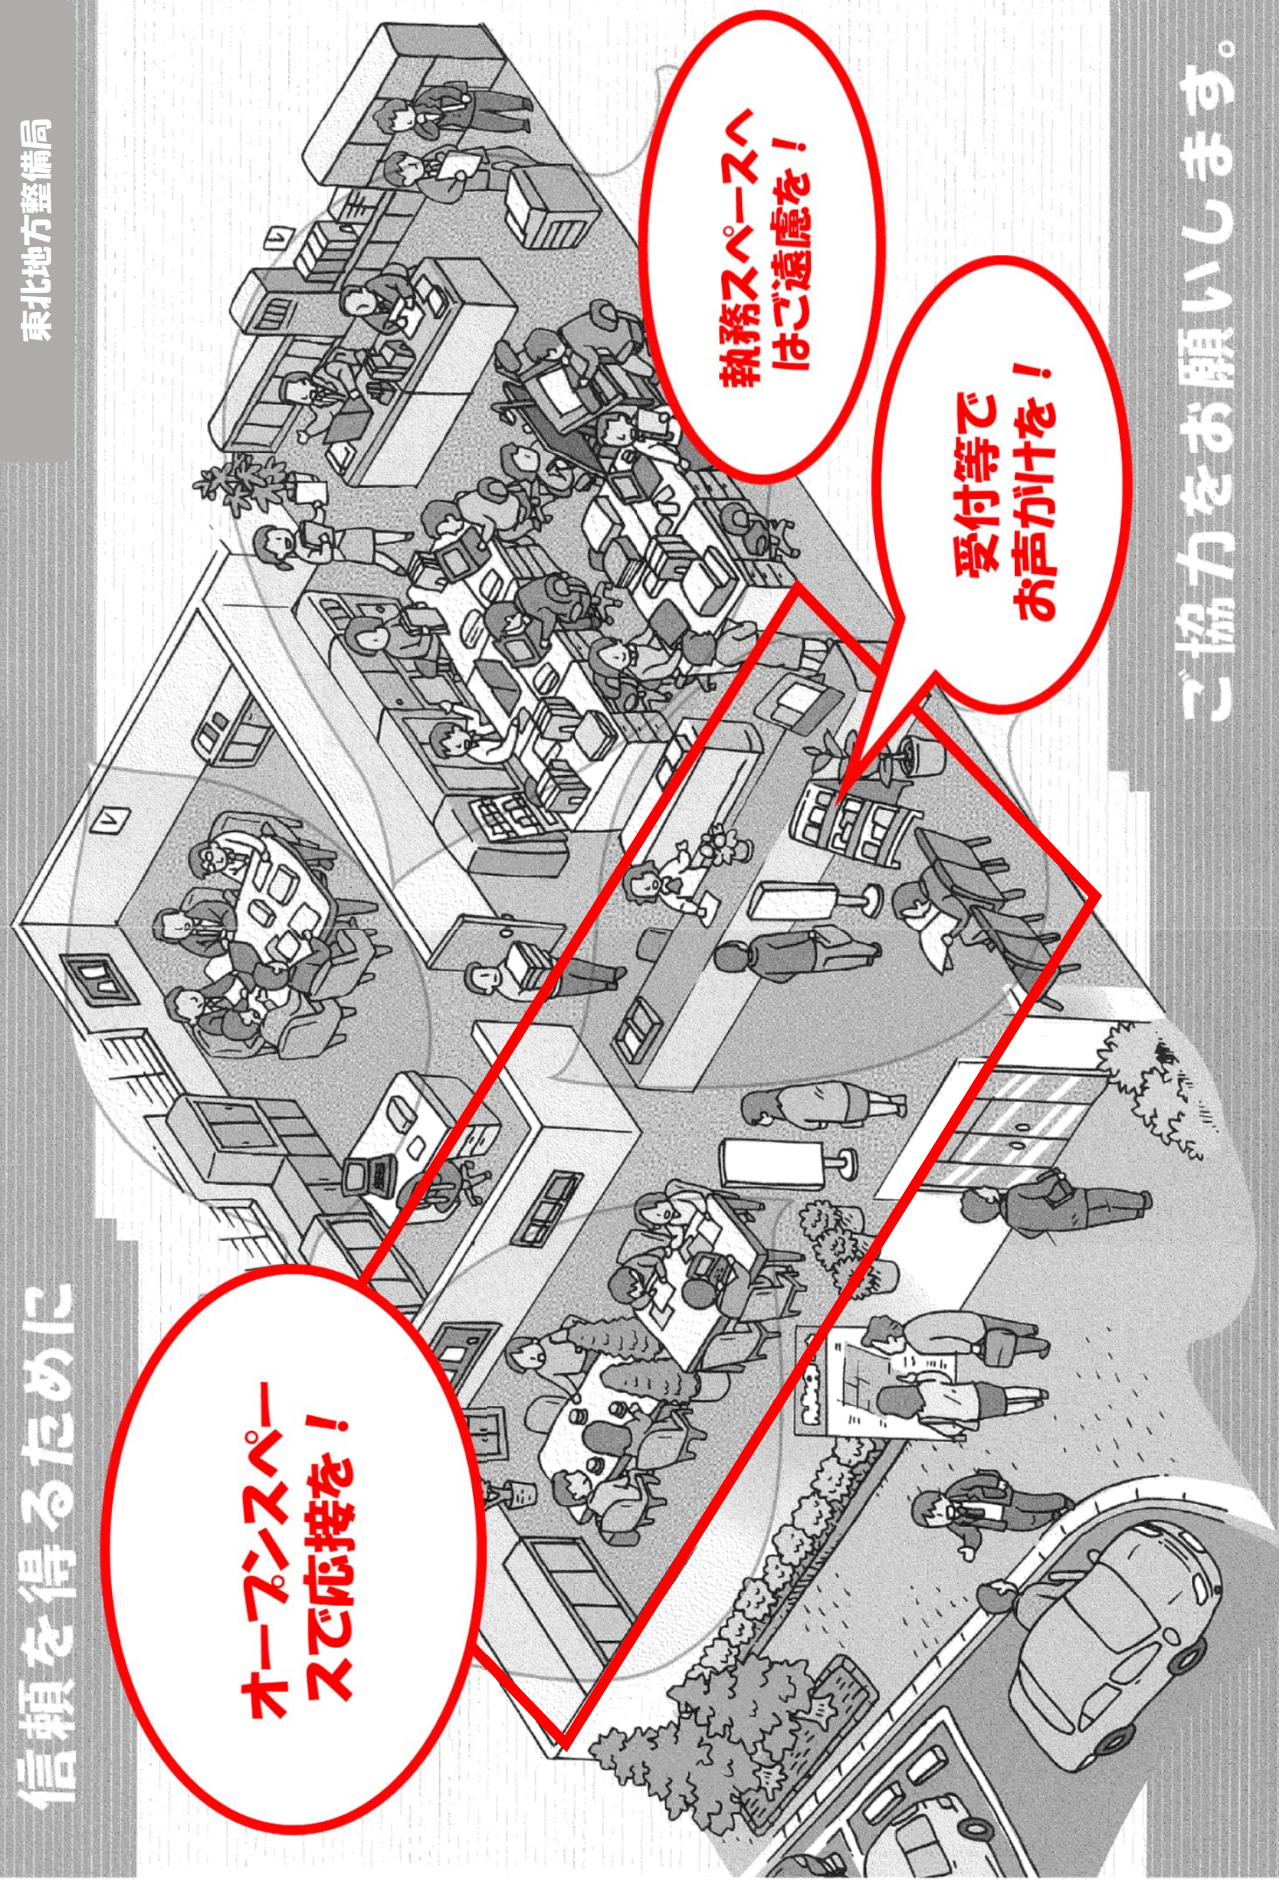 信頼を得るために
東北地方整備局
オープンスペー
スで応接を！
執務スペースへ
はご遠慮を！
受付等で
お声がけを！
ご協力をお願いします。